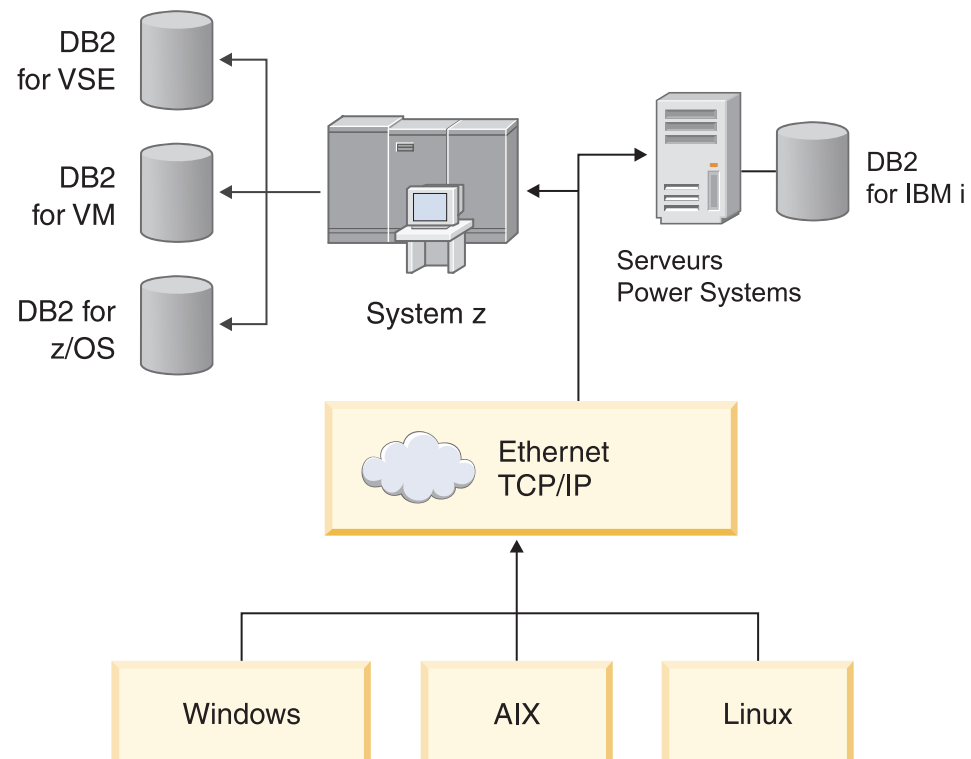 DB2
for VSE
DB2
for VM
DB2 for
z/OS
System z
Serveurs
Power Systems
DB2
for IBM i
Ethernet
TCP/IP
Windows
AIX
Linux